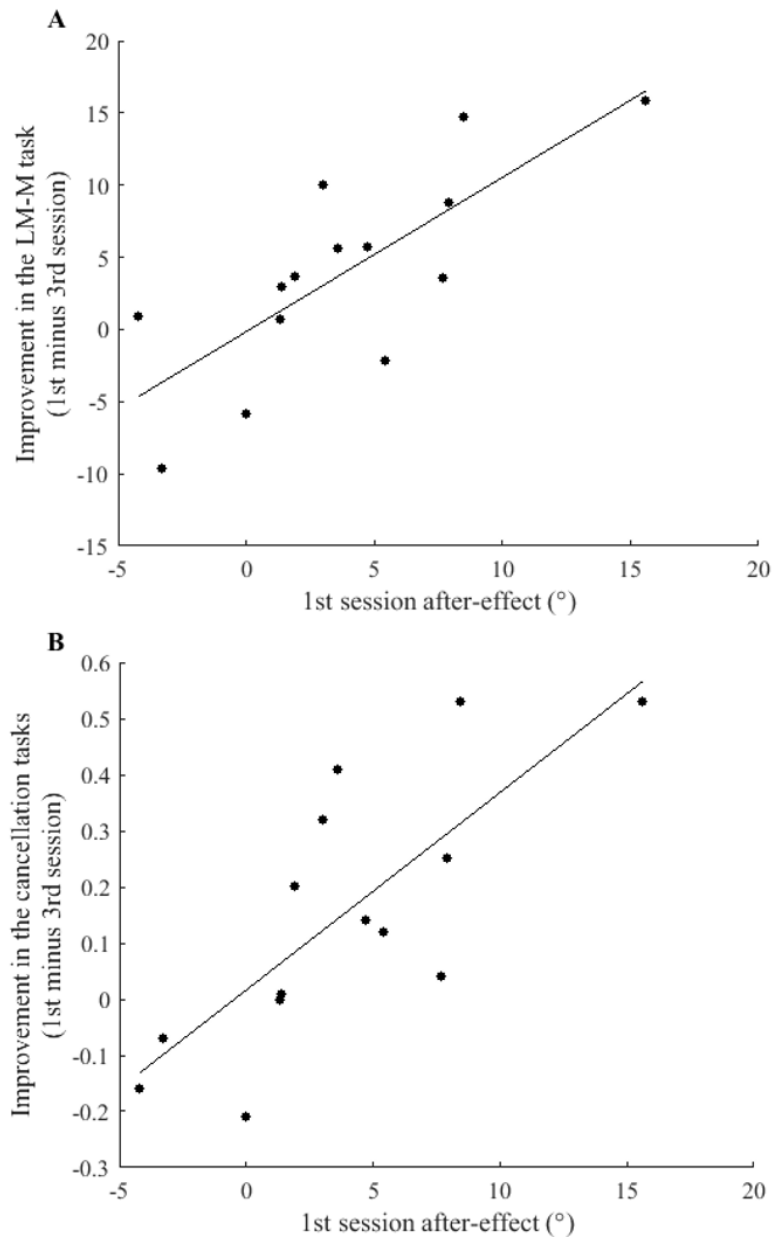 A
20
15
10
5
0
-5
-10
-15
Improvement in the LM-M task
(1st minus 3rd session)
-5 0 5 10 15 20
1st session after-effect (°)
B
0.6
0.5
0.4
0.3
0.2
0.1
0
-0.1
-0.2
-0.3
Improvement in the cancellation tasks
(1st minus 3rd session)
-5 0 5 10 15 20
1st session after-effect (°)